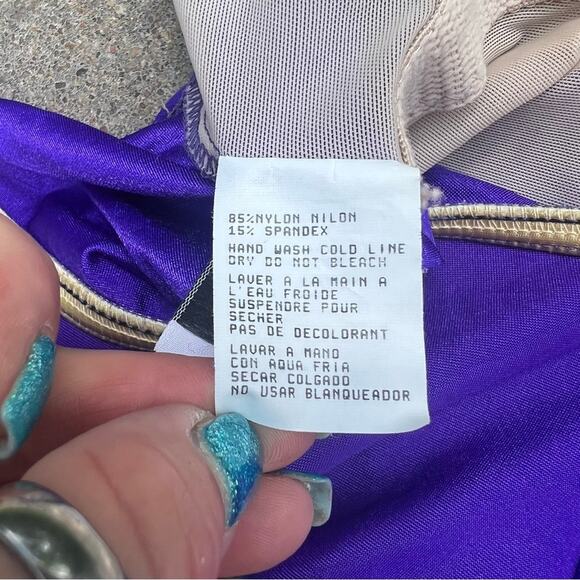 85%NYLON NILON
15% SPANDEX
HAND WASH COLD LINE
DRY DO NOT BLEACH
LAVER A LA MAIN A
L'EAU FROIDE
SUSPENDRE POUR
SECHER
PAS DE DECOLORANT
LAVAR A MANO
CON AQUA FRIA
SECAR COLGADO
NO USAR BLANQUEADOR